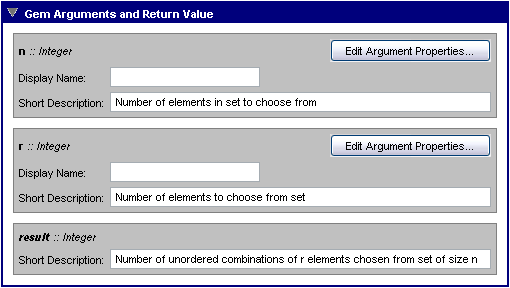 Gem Arguments and Return Value
n :: Integer
Edit Argument Properties...
Display Name:
Short Description: Number of elements in set to choose from
r :: Integer
Edit Argument Properties...
Display Name:
Short Description: Number of elements to choose from set
result :: Integer
Short Description: Number of unordered combinations of r elements chosen from set of size n